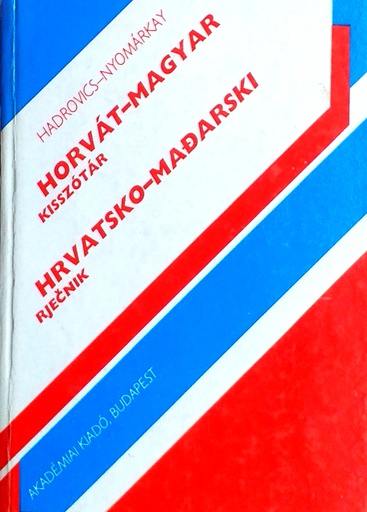 HADROVICS–NYOMÁRKAY
HORVÁT–MAGYAR
KISSZÓTÁR
HRVATSKO–MAĐARSKI
RJEČNIK
AKADÉMIAI KIADÓ, BUDAPEST